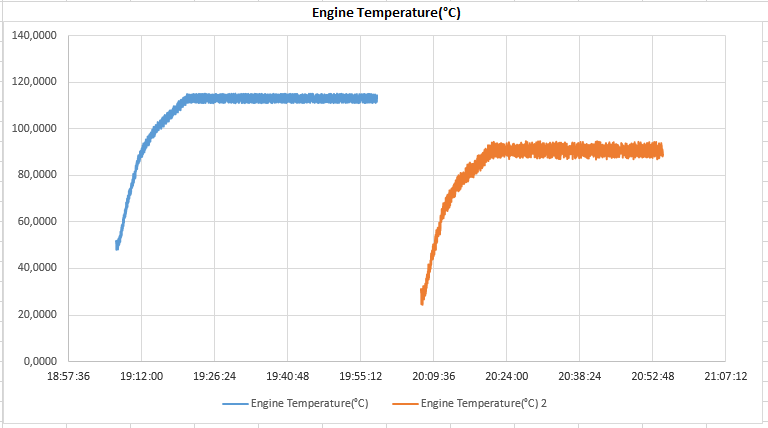 Engine Temperature(°C)
140,0000
120,0000
100,0000
80,0000
60,0000
40,0000
20,0000
0,0000
18:57:36 19:12:00 19:26:24 19:40:48 19:55:12 20:09:36 20:24:00 20:38:24 20:52:48 21:07:12
Engine Temperature(°C) Engine Temperature(°C) 2